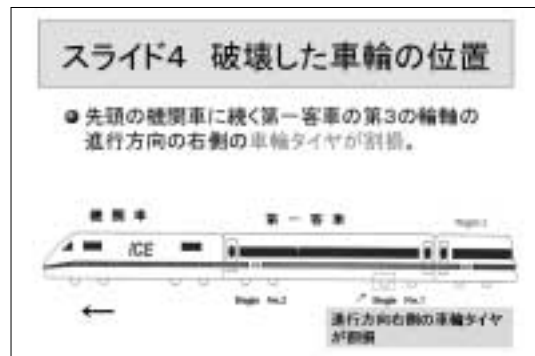 スライド4 破壊した車輪の位置
先頭の機関車に続く第一客車の第3の輪軸の
進行方向の右側の車輪タイヤが割損。
機関車
第一客車
ICE
Bogie No.2
Bogie No.1
進行方向右側の車輪タイヤ
が割損